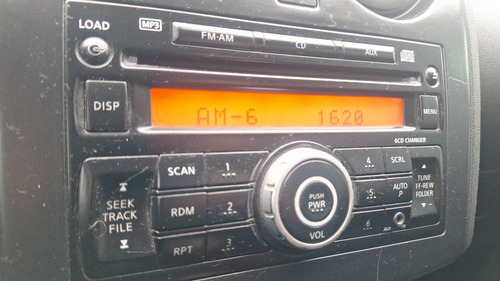 LOAD
MP3
FM·AM
CD
AUX
DISP
AM-6 1620
MENU
6CD CHANGER
SCAN
1
4
SCRL
TUNE
FF·REW
FOLDER
SEEK
TRACK
FILE
RDM
2
PUSH
PWR
VOL
5
AUTO
P
RPT
3
6
AUX